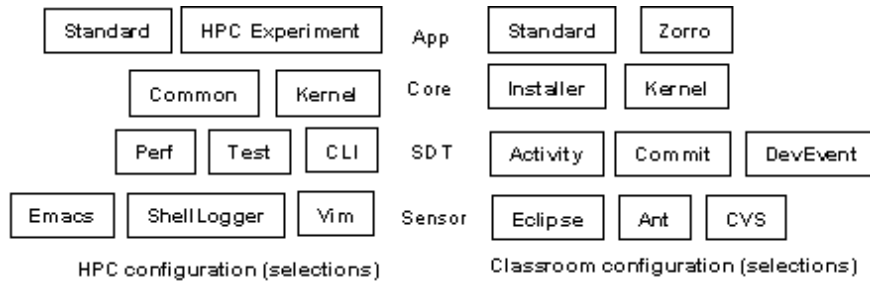 Standard HPC Experiment App Standard Zorro
Common Kernel Core Installer Kernel
Perf Test CLI SDT Activity Commit DevEvent
Emacs ShellLogger Vim Sensor Eclipse Ant CVS
HPC configuration (selections) Classroom configuration (selections)